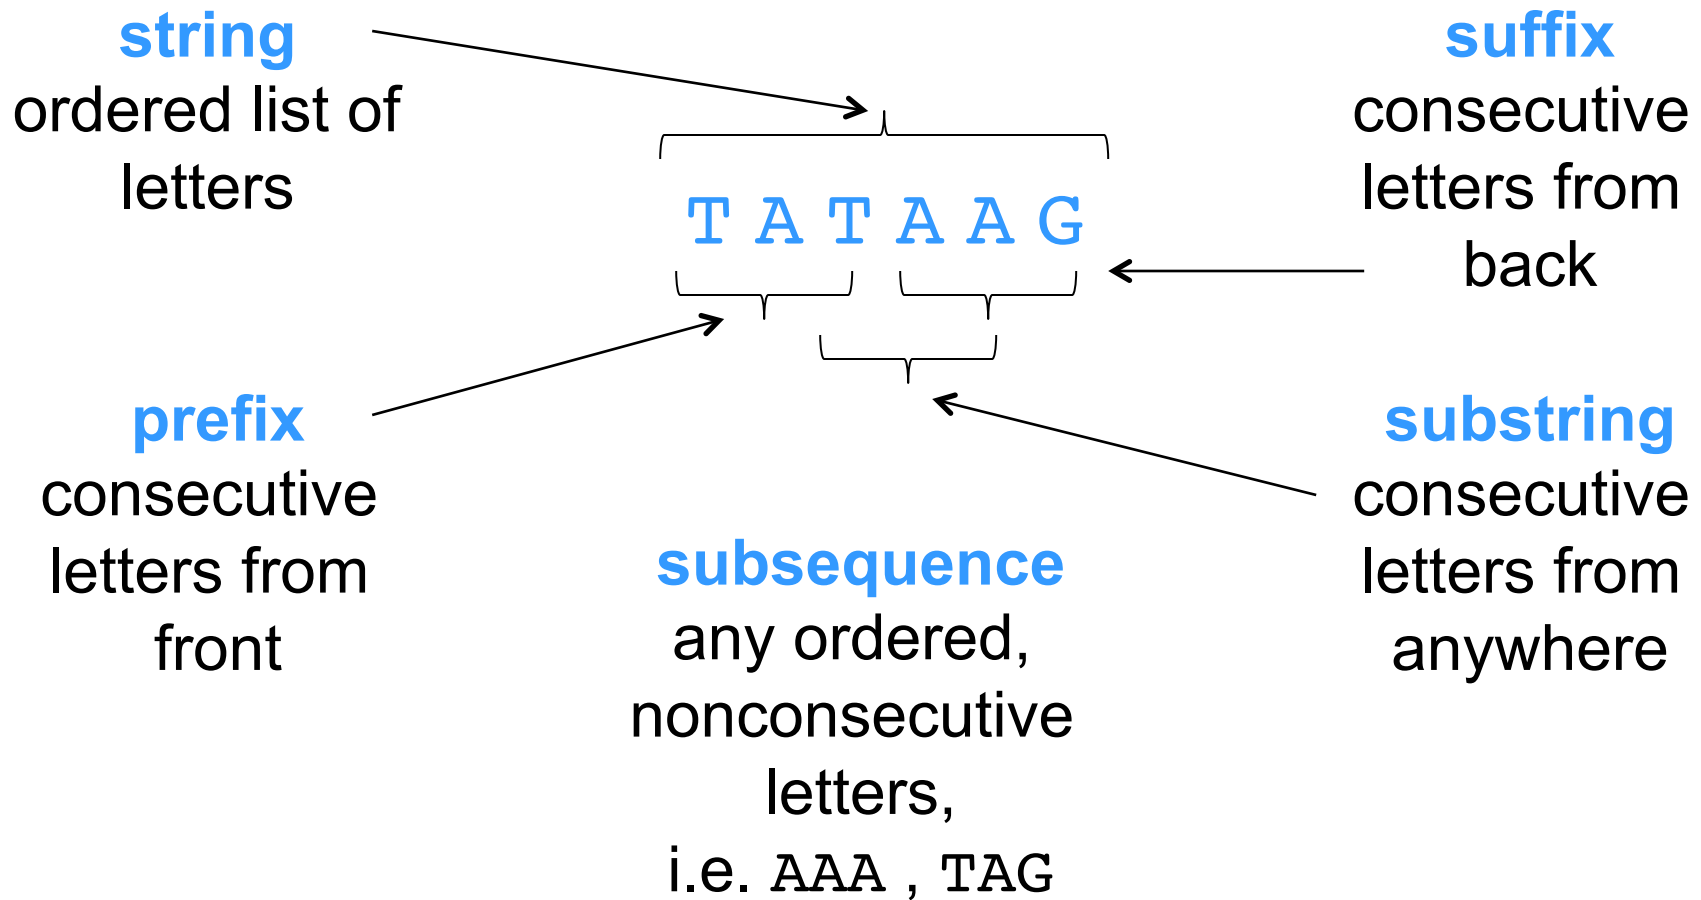 string
ordered list of
letters
suffix
consecutive
letters from
back
T A T A A G
prefix
consecutive
letters from
front
subsequence
any ordered,
nonconsecutive
letters,
i.e. AAA , TAG
substring
consecutive
letters from
anywhere